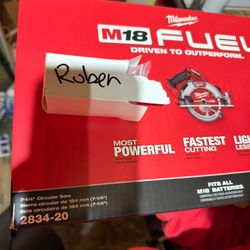 Milwaukee
M18 FUEL
DRIVEN TO OUTPERFORM.
Ruben
MOST
POWERFUL
FASTEST
CUTTING
LIGH
LESS
7-1/4" Circular Saw
Sierra circular de 184 mm (7-1/4")
Scie circulaire de 184 mm (7-1/4")
2834-20
FITS ALL
M18 BATTERIES